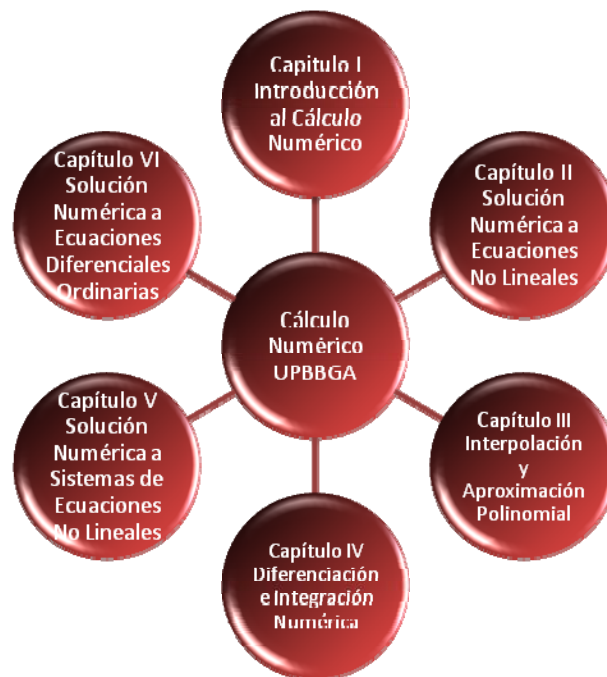 Capitulo I
Introducción
al Cálculo
Numérico
Capítulo II
Solución
Numérica a
Ecuaciones
No Lineales
Capítulo III
Interpolación
y
Aproximación
Polinomial
Capítulo IV
Diferenciación
e Integración
Numérica
Capítulo V
Solución
Numérica a
Sistemas de
Ecuaciones
No Lineales
Capítulo VI
Solución
Numérica a
Ecuaciones
Diferenciales
Ordinarias
Cálculo
Numérico
UPBBGA